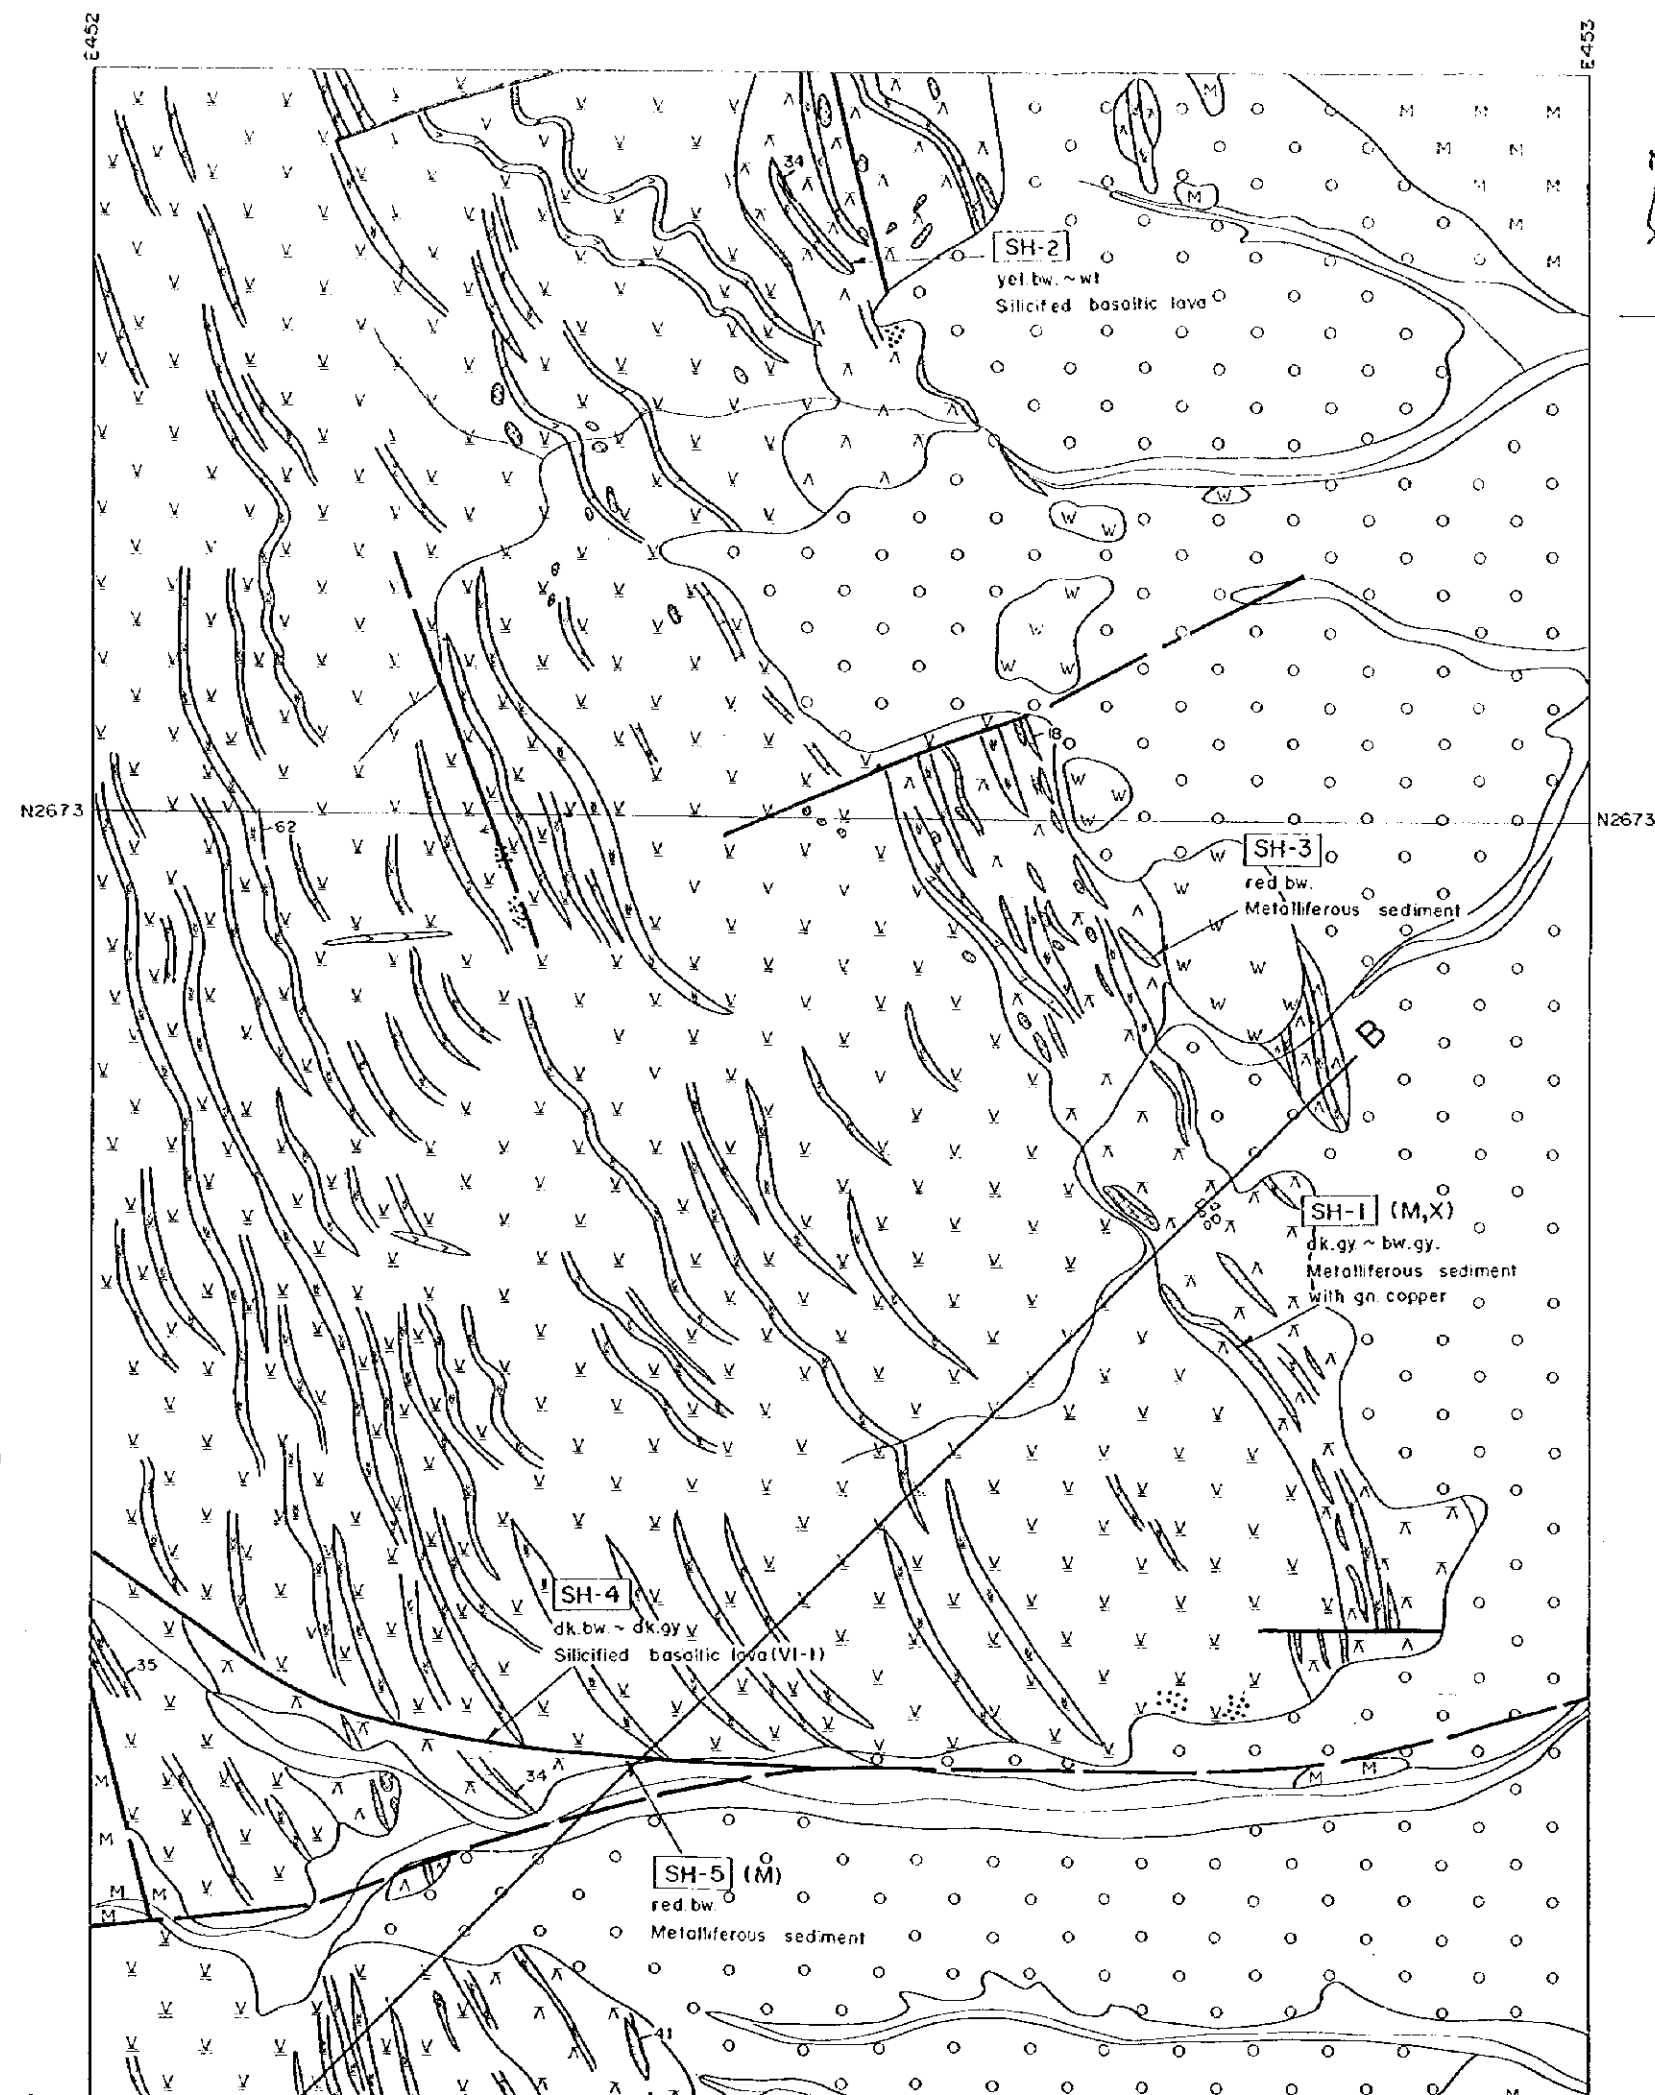 E452
E453
34
SH-2
yel.bw. ~ wt
Silicified basaltic lava
18
N2673
N2673
62
SH-3
red bw.
Metalliferous sediment
B
SH-1 (M,X)
dk.gy ~ bw.gy.
Metalliferous sediment
with gn. copper
SH-4
dk.bw. ~ dk.gy
Silicified basaltic lava(VI-1)
35
34
SH-5 (M)
red bw.
Metalliferous sediment
41